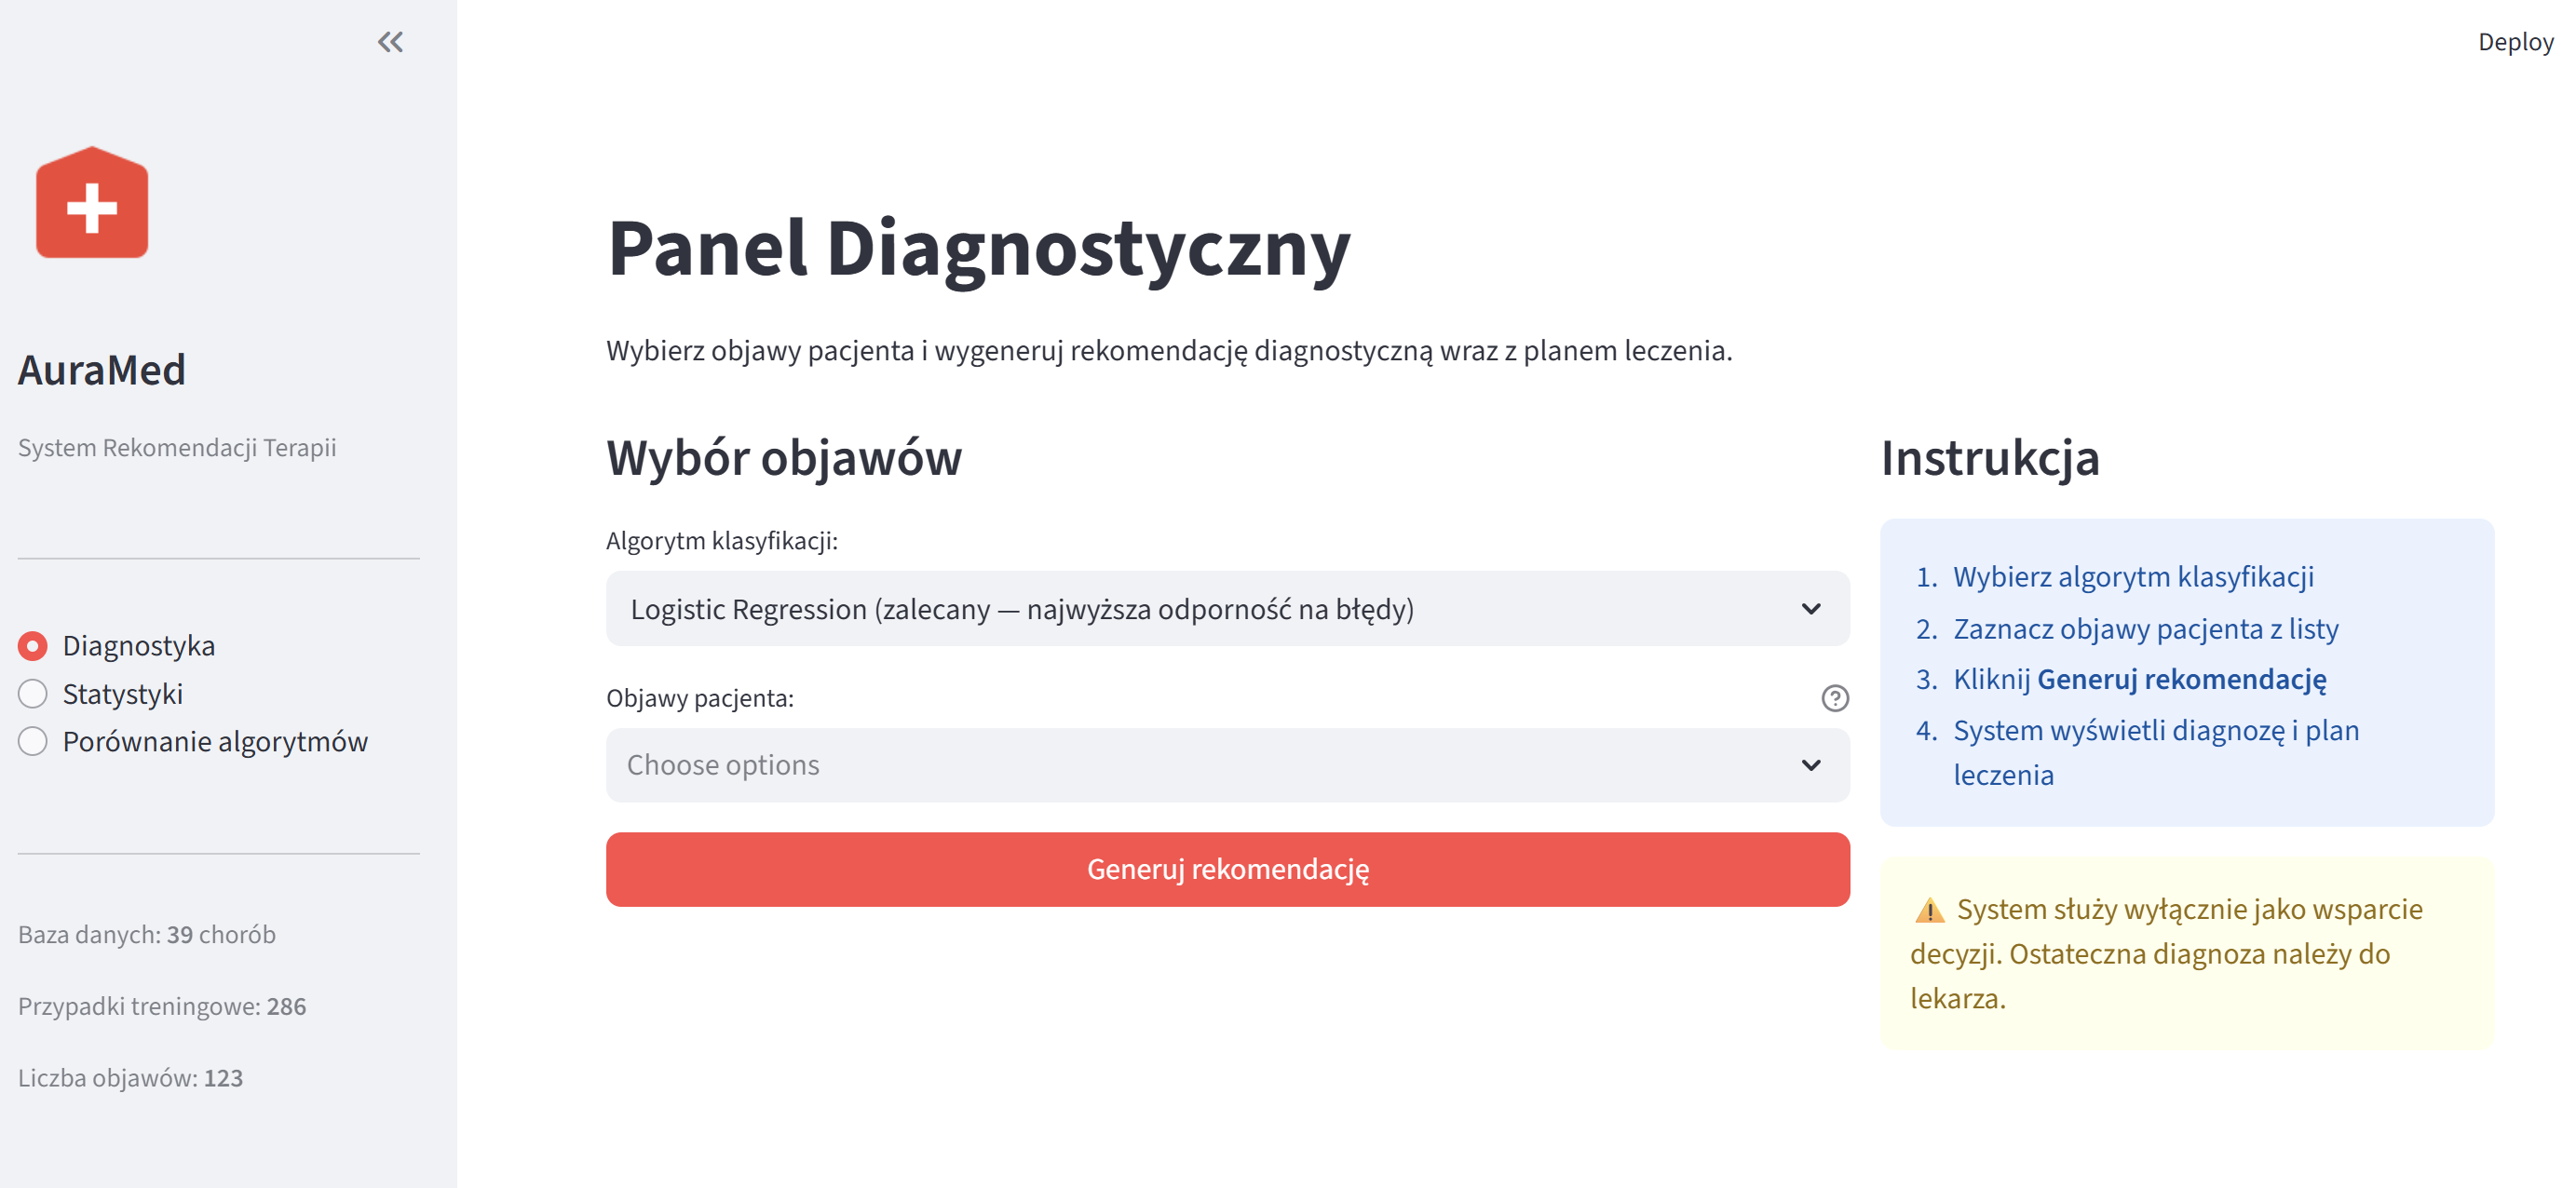 Deploy
AuraMed
System Rekomendacji Terapii
Diagnostyka
Statystyki
Porównanie algorytmów
Baza danych: 39 chorób
Przypadki treningowe: 286
Liczba objawów: 123
Panel Diagnostyczny
Wybierz objawy pacjenta i wygeneruj rekomendację diagnostyczną wraz z planem leczenia.
Wybór objawów
Algorytm klasyfikacji:
Logistic Regression (zalecany — najwyższa odporność na błędy)
Objawy pacjenta:
Choose options
Generuj rekomendację
Instrukcja
1. Wybierz algorytm klasyfikacji
2. Zaznacz objawy pacjenta z listy
3. Kliknij Generuj rekomendację
4. System wyświetli diagnozę i plan
leczenia
⚠️ System służy wyłącznie jako wsparcie
decyzji. Ostateczna diagnoza należy do
lekarza.